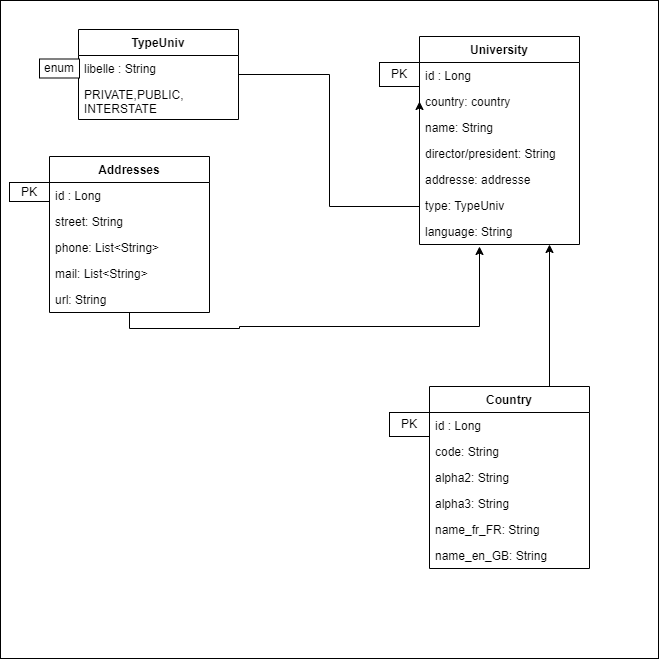 TypeUniv
enum
libelle : String
PRIVATE,PUBLIC,
INTERSTATE
University
PK
id : Long
country: country
name: String
director/president: String
addresse: addresse
type: TypeUniv
language: String
Addresses
PK
id : Long
street: String
phone: List<String>
mail: List<String>
url: String
Country
PK
id : Long
code: String
alpha2: String
alpha3: String
name_fr_FR: String
name_en_GB: String